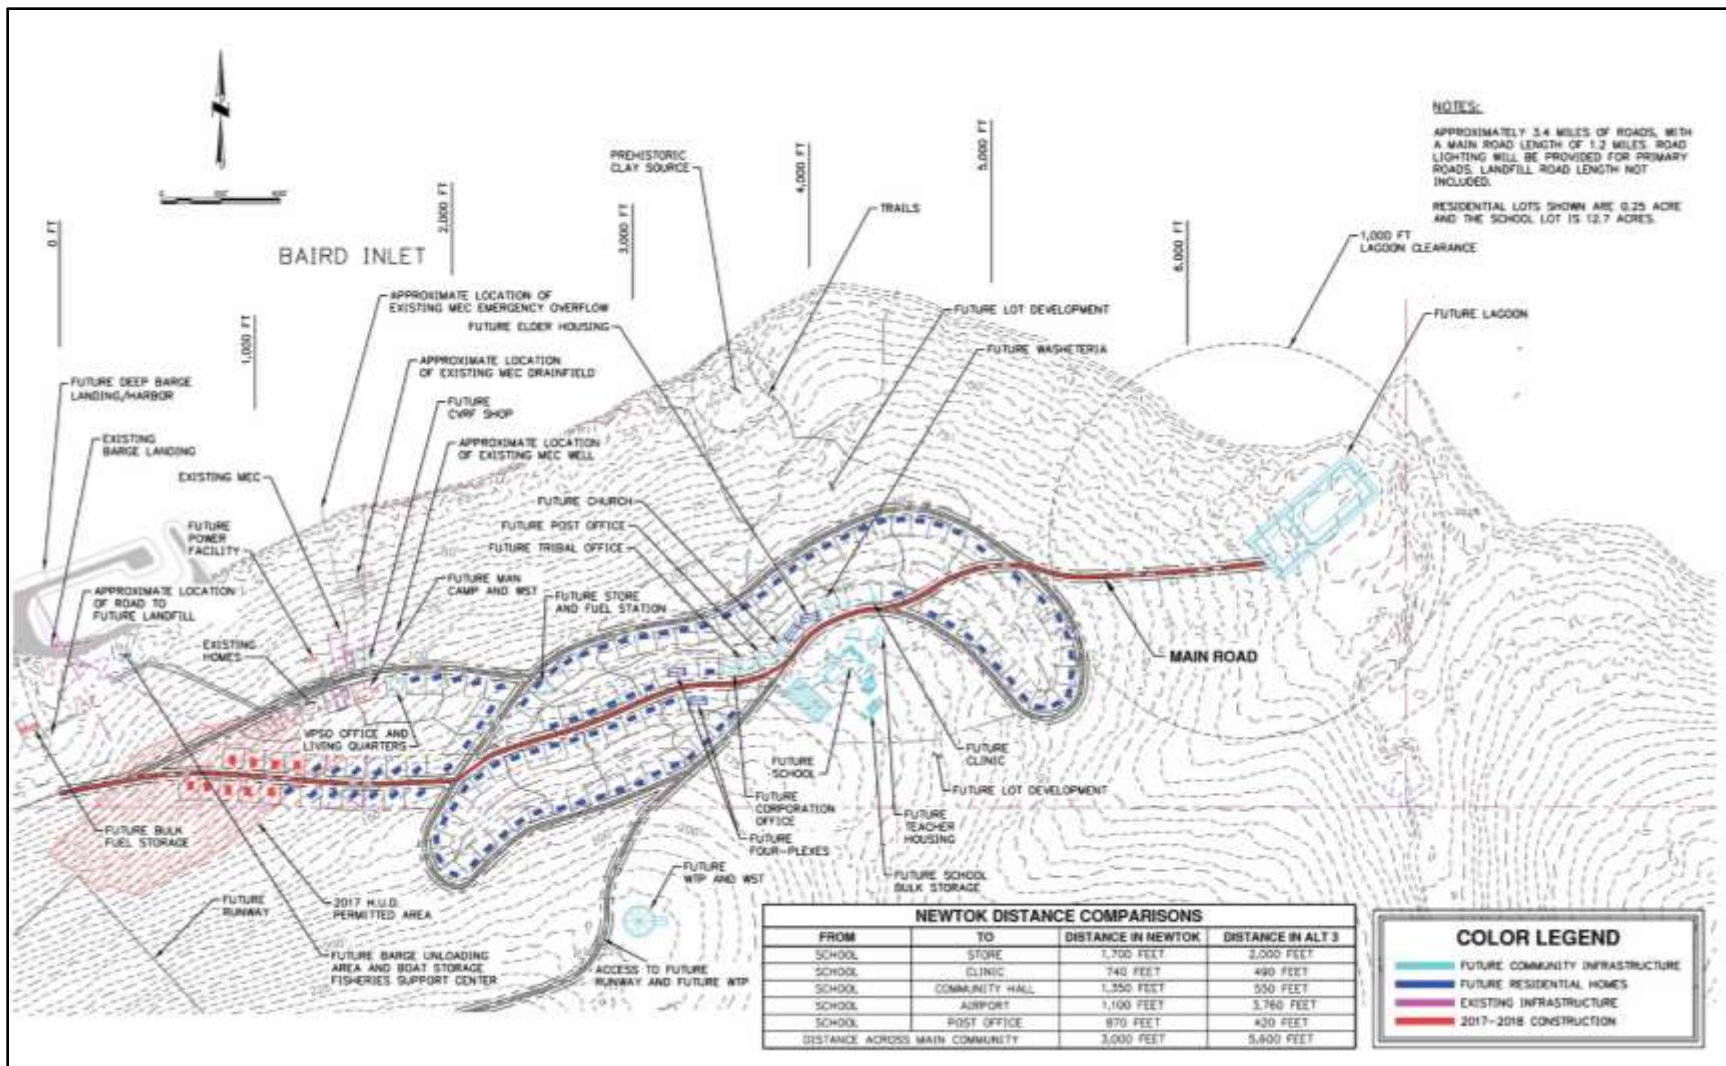 NOTES:
APPROXIMATELY 3.4 MILES OF ROADS, WITH
A MAIN ROAD LENGTH OF 1.2 MILES. ROAD
LIGHTING WILL BE PROVIDED FOR PRIMARY
ROADS. LANDFILL ROAD LENGTH NOT
INCLUDED.
RESIDENTIAL LOTS SHOWN ARE 0.25 ACRE
AND THE SCHOOL LOT IS 12.7 ACRES.
N
0 FT
1,000 FT
2,000 FT
3,000 FT
4,000 FT
5,000 FT
6,000 FT
BAIRD INLET
PREHISTORIC
CLAY SOURCE
TRAILS
1,000 FT
LAGOON CLEARANCE
APPROXIMATE LOCATION OF
EXISTING MEC EMERGENCY OVERFLOW
FUTURE ELDER HOUSING
FUTURE LOT DEVELOPMENT
FUTURE LAGOON
FUTURE WASHETERIA
APPROXIMATE LOCATION
OF EXISTING MEC DRAINFIELD
FUTURE DEEP BARGE
LANDING/HARBOR
FUTURE
CVRF SHOP
EXISTING
BARGE LANDING
APPROXIMATE LOCATION
OF EXISTING MEC WELL
EXISTING MEC
FUTURE CHURCH
FUTURE POST OFFICE
FUTURE TRIBAL OFFICE
FUTURE
POWER
FACILITY
FUTURE MAN
CAMP AND WST
FUTURE STORE
AND FUEL STATION
APPROXIMATE LOCATION
OF ROAD TO
FUTURE LANDFILL
EXISTING
HOMES
MAIN ROAD
VPSO OFFICE AND
LIVING QUARTERS
FUTURE
CLINIC
FUTURE
SCHOOL
FUTURE LOT DEVELOPMENT
FUTURE
CORPORATION
OFFICE
FUTURE
TEACHER
HOUSING
FUTURE BULK
FUEL STORAGE
FUTURE
FOUR-PLEXES
FUTURE
WTP AND WST
FUTURE SCHOOL
BULK STORAGE
FUTURE
RUNWAY
2017 H.U.D.
PERMITTED AREA
FUTURE BARGE UNLOADING
AREA AND BOAT STORAGE
FISHERIES SUPPORT CENTER
ACCESS TO FUTURE
RUNWAY AND FUTURE WTP
NEWTOK DISTANCE COMPARISONS
FROM TO DISTANCE IN NEWTOK DISTANCE IN ALT 3
SCHOOL STORE 1,700 FEET 2,000 FEET
SCHOOL CLINIC 740 FEET 490 FEET
SCHOOL COMMUNITY HALL 1,350 FEET 550 FEET
SCHOOL AIRPORT 1,100 FEET 3,760 FEET
SCHOOL POST OFFICE 870 FEET 420 FEET
DISTANCE ACROSS MAIN COMMUNITY 3,000 FEET 5,600 FEET
COLOR LEGEND
FUTURE COMMUNITY INFRASTRUCTURE
FUTURE RESIDENTIAL HOMES
EXISTING INFRASTRUCTURE
2017-2018 CONSTRUCTION